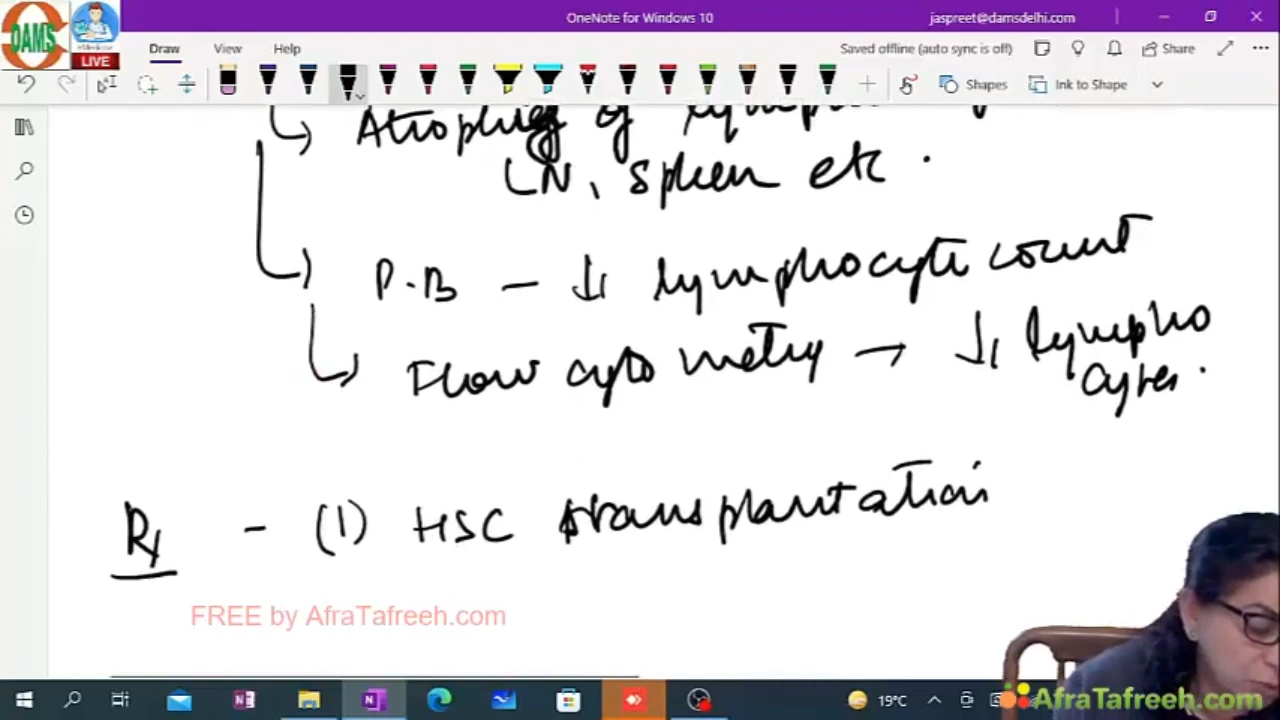 OneNote for Windows 10
jaspreet@damsdelhi.com
DAMS
LIVE
Draw View Help
Saved offline (auto sync is off)
Share
Shapes
Ink to Shape
of
LN, Spleen etc.
P.B - ↓ lymphocyte count
Flow cytometry → ↓ lympho
cytes.
Rx - (1) HSC transplantation
FREE by AfraTafreeh.com
19°C
AfraTafreeh.com